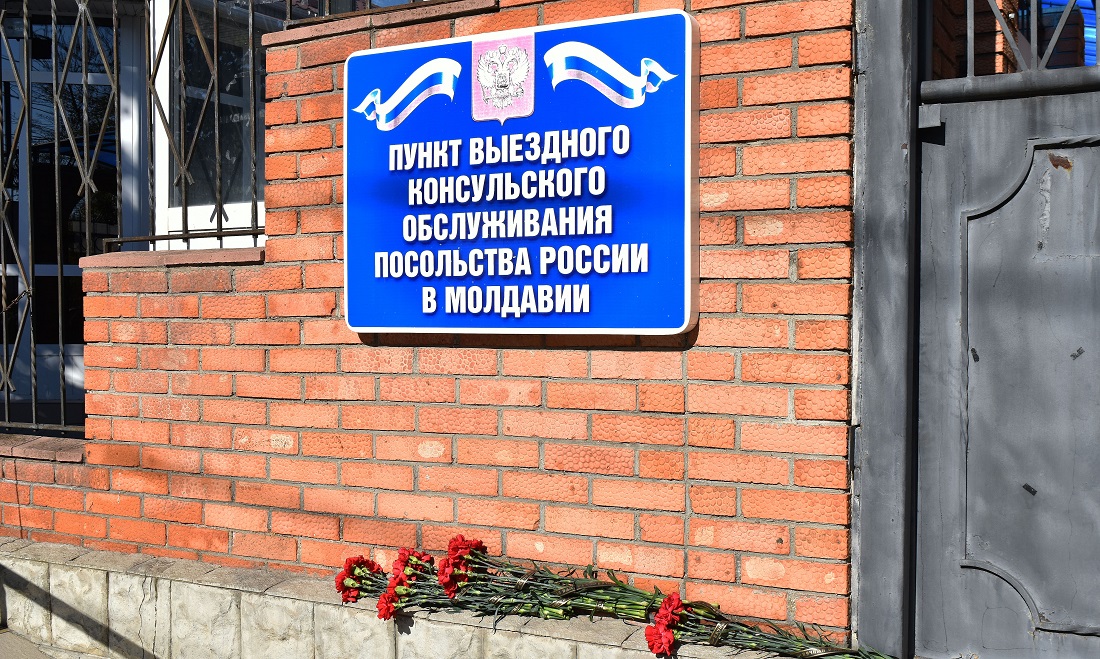 ПУНКТ ВЫЕЗДНОГО
КОНСУЛЬСКОГО
ОБСЛУЖИВАНИЯ
ПОСОЛЬСТВА РОССИИ
В МОЛДАВИИ